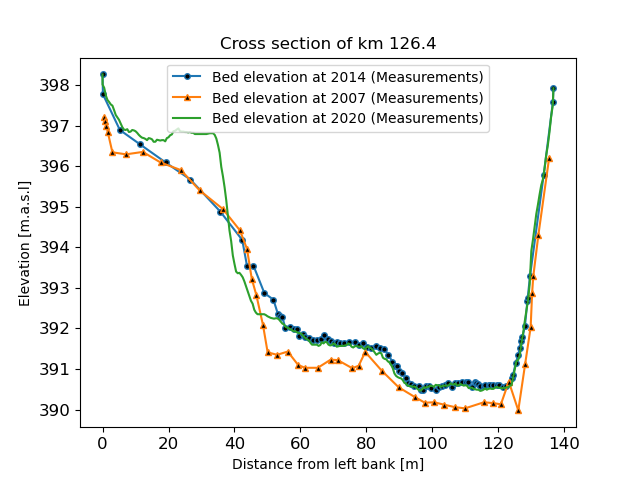 Cross section of km 126.4
Bed elevation at 2014 (Measurements)
Bed elevation at 2007 (Measurements)
Bed elevation at 2020 (Measurements)
398
397
396
395
394
393
392
391
390
Elevation [m.a.s.l]
0 20 40 60 80 100 120 140
Distance from left bank [m]